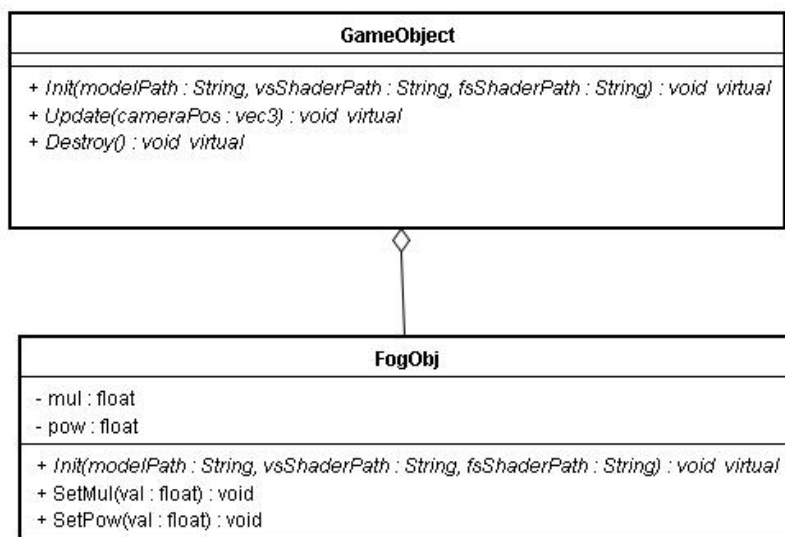 GameObject
+ Init(modelPath : String, vsShaderPath : String, fsShaderPath : String) : void virtual
+ Update(cameraPos : vec3) : void virtual
+ Destroy() : void virtual
FogObj
- mul : float
- pow : float
+ Init(modelPath : String, vsShaderPath : String, fsShaderPath : String) : void virtual
+ SetMul(val : float) : void
+ SetPow(val : float) : void